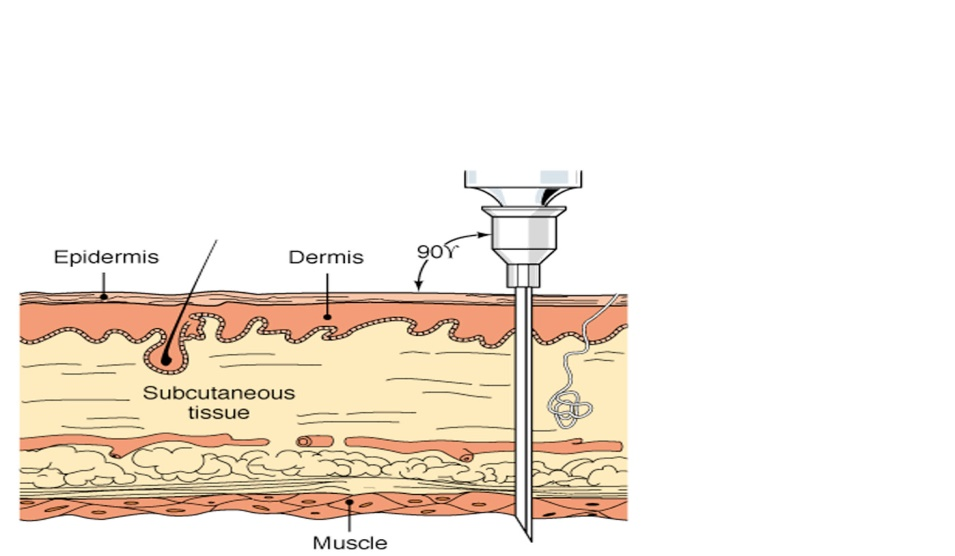 Epidermis
Dermis
90ϒ
Subcutaneous
tissue
Muscle